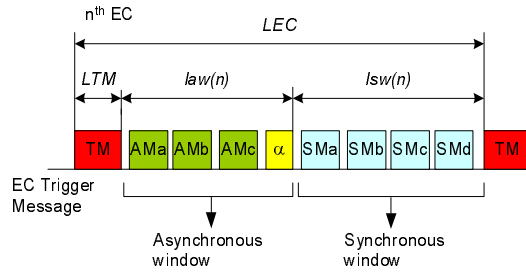 nth EC
LEC
LTM
law(n)
lsw(n)
TM
AMa
AMb
AMc
α
SMa
SMb
SMc
SMd
TM
EC Trigger
Message
Asynchronous
window
Synchronous
window